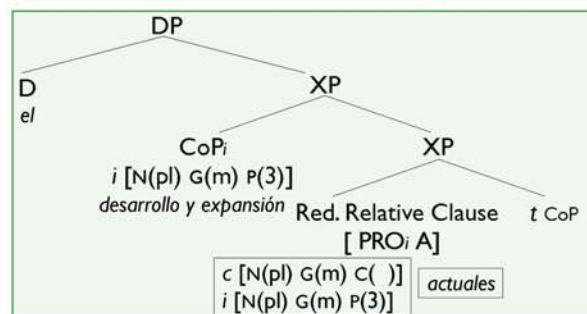 DP
D
el
XP
CoPi
XP
i [N(pl) G(m) P(3)]
desarrollo y expansión
Red. Relative Clause
t CoP
[ PROi A]
c [N(pl) G(m) C( )]
actuales
i [N(pl) G(m) P(3)]